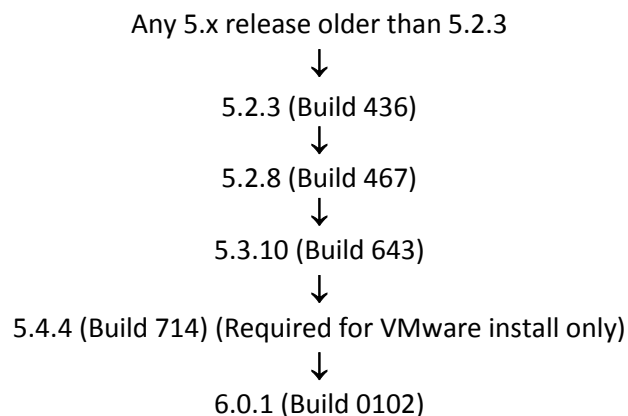 Any 5.x release older than 5.2.3
↓
5.2.3 (Build 436)
↓
5.2.8 (Build 467)
↓
5.3.10 (Build 643)
↓
5.4.4 (Build 714) (Required for VMware install only)
↓
6.0.1 (Build 0102)